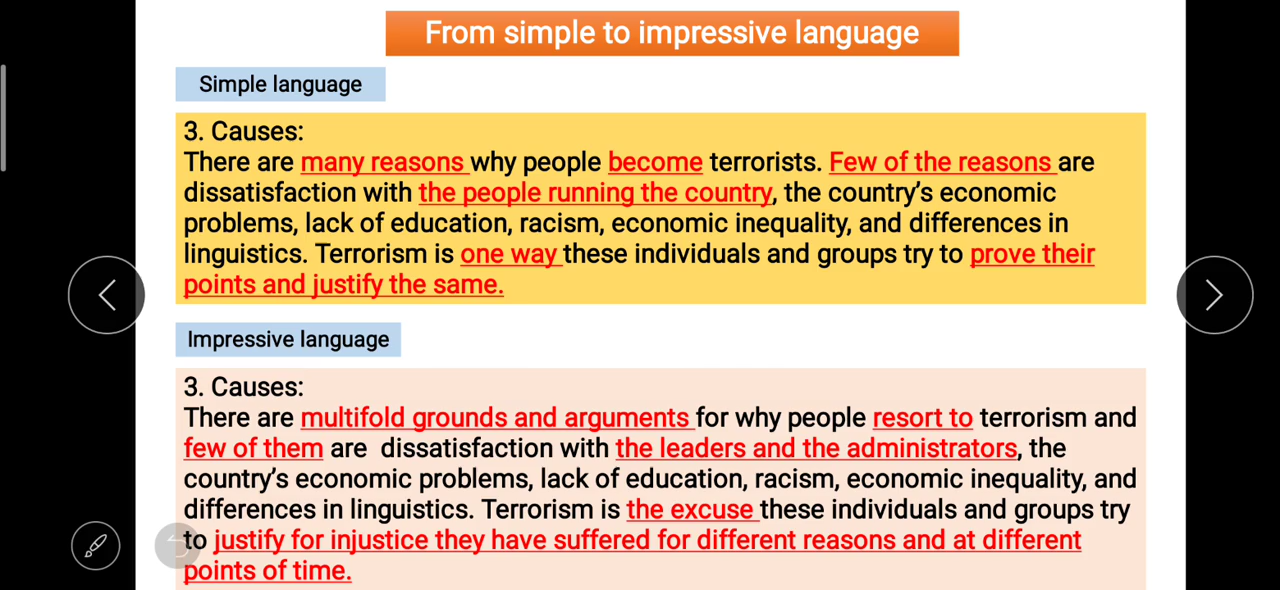 From simple to impressive language
Simple language
3. Causes:
There are many reasons why people become terrorists. Few of the reasons are
dissatisfaction with the people running the country, the country's economic
problems, lack of education, racism, economic inequality, and differences in
linguistics. Terrorism is one way these individuals and groups try to prove their
points and justify the same.
Impressive language
3. Causes:
There are multifold grounds and arguments for why people resort to terrorism and
few of them are  dissatisfaction with the leaders and the administrators, the
country's economic problems, lack of education, racism, economic inequality, and
differences in linguistics. Terrorism is the excuse these individuals and groups try
to justify for injustice they have suffered for different reasons and at different
points of time.